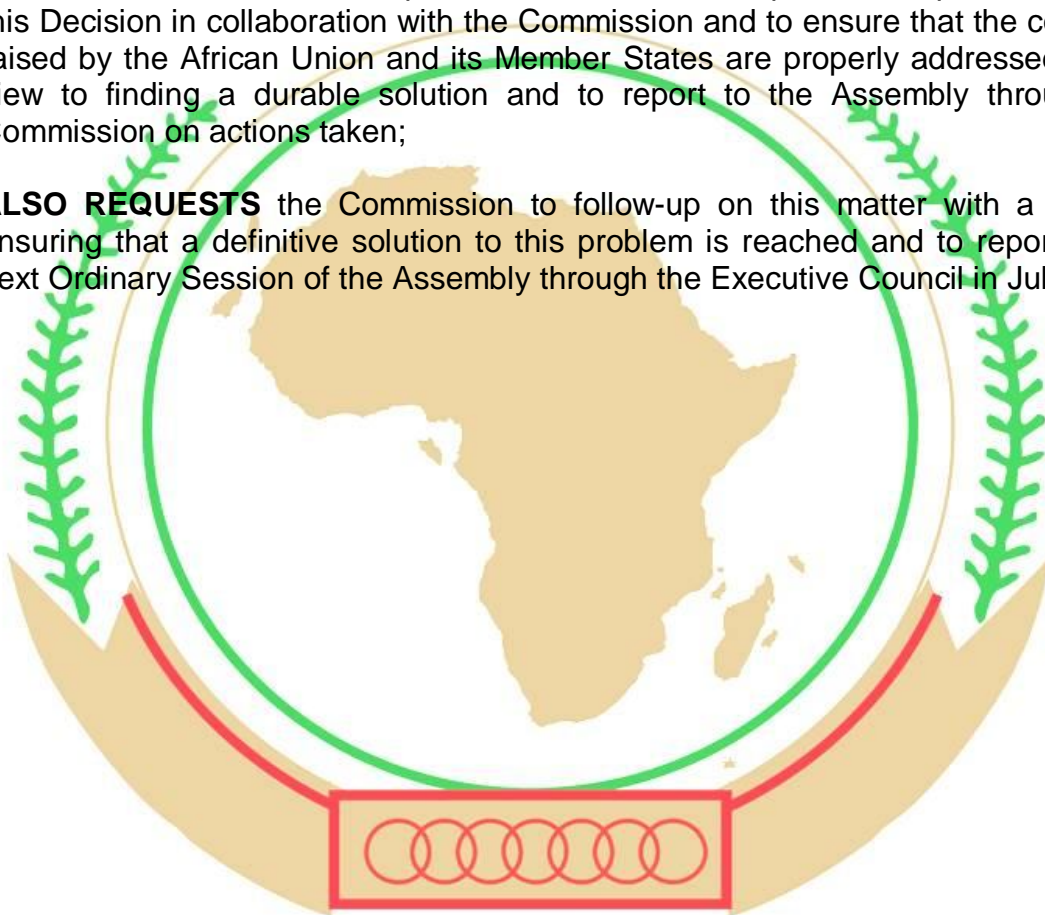 his Decision in collaboration with the Commission and to ensure that the co
aised by the African Union and its Member States are properly addressed
iew to finding a durable solution and to report to the Assembly throu
ommission on actions taken;
ALSO REQUESTS the Commission to follow-up on this matter with a
nsuring that a definitive solution to this problem is reached and to repor
ext Ordinary Session of the Assembly through the Executive Council in Jul